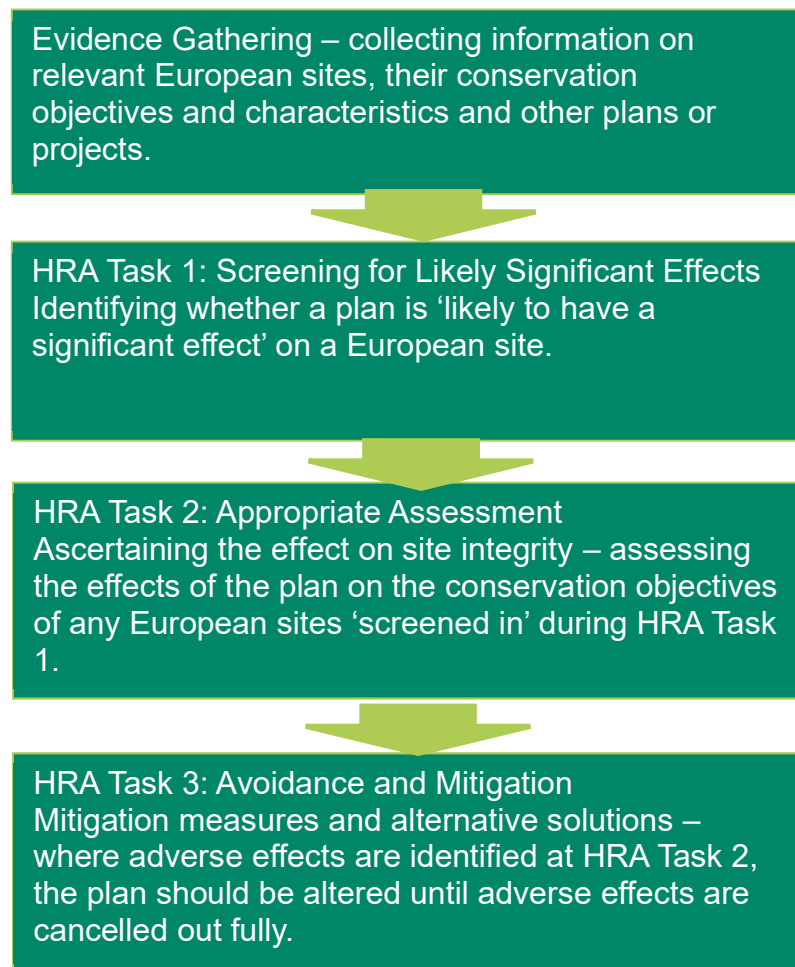 Evidence Gathering – collecting information on
relevant European sites, their conservation
objectives and characteristics and other plans or
projects.
HRA Task 1: Screening for Likely Significant Effects
Identifying whether a plan is ‘likely to have a
significant effect’ on a European site.
HRA Task 2: Appropriate Assessment
Ascertaining the effect on site integrity – assessing
the effects of the plan on the conservation objectives
of any European sites ‘screened in’ during HRA Task
1.
HRA Task 3: Avoidance and Mitigation
Mitigation measures and alternative solutions –
where adverse effects are identified at HRA Task 2,
the plan should be altered until adverse effects are
cancelled out fully.